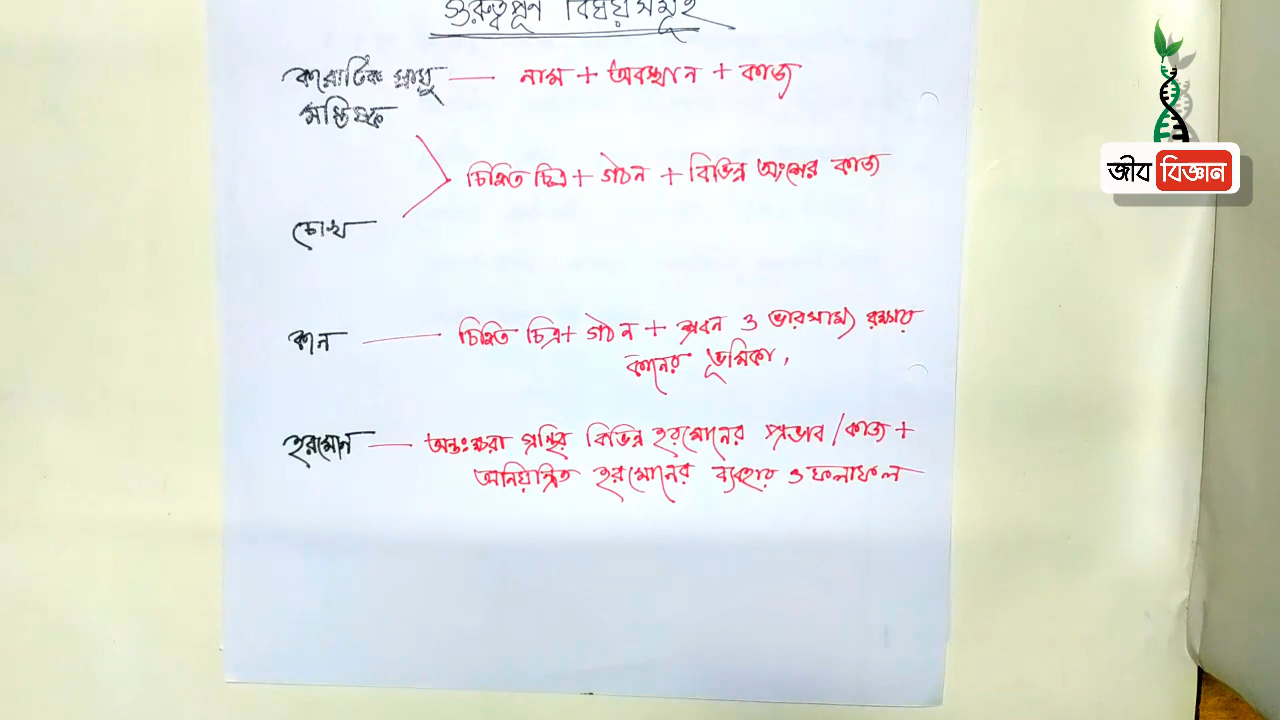 গুরুত্বপূর্ণ বিষয়সমূহ
করোটিক স্নায়ু — নাম + অবস্থান + কাজ
মস্তিষ্ক
চিহ্নিত চিত্র + গঠন + বিভিন্ন অংশের কাজ
চোখ
কান — চিহ্নিত চিত্র + গঠন + শ্রবন ও ভারসাম্য রক্ষায়
কানের ভূমিকা,
হরমোন — অন্তঃক্ষরা গ্রন্থির বিভিন্ন হরমোনের প্রভাব / কাজ +
অনিয়ন্ত্রিত হরমোনের ব্যবহার ও ফলাফল
জীব বিজ্ঞান